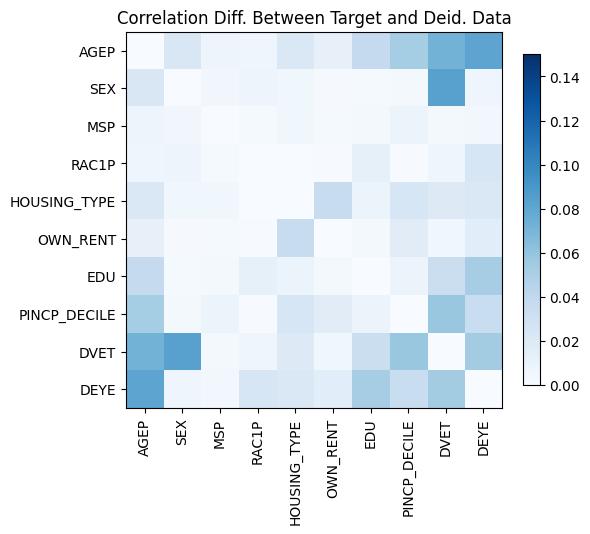 Correlation Diff. Between Target and Deid. Data
AGEP
SEX
MSP
RAC1P
HOUSING_TYPE
OWN_RENT
EDU
PINCP_DECILE
DVET
DEYE
AGEP
SEX
MSP
RAC1P
HOUSING_TYPE
OWN_RENT
EDU
PINCP_DECILE
DVET
DEYE
0.14
0.12
0.10
0.08
0.06
0.04
0.02
0.00